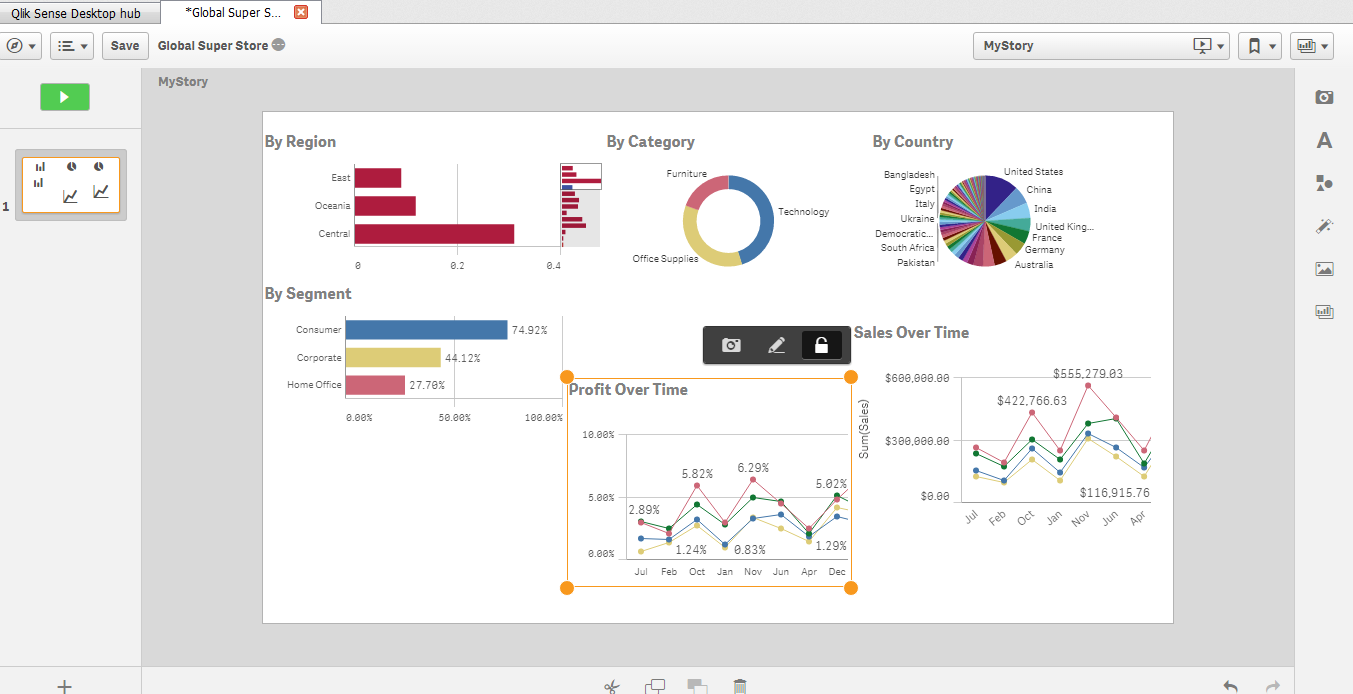 Qlik Sense Desktop hub
*Global Super S...
Save
Global Super Store
MyStory
MyStory
1
By Region
East
Oceania
Central
0
0.2
0.4
By Category
Furniture
Technology
Office Supplies
By Country
Bangladesh
Egypt
Italy
Ukraine
Democratic...
South Africa
Pakistan
United States
China
India
United King...
France
Germany
Australia
By Segment
Consumer
74.92%
Corporate
44.12%
Home Office
27.70%
0.00%
50.00%
100.00%
Profit Over Time
10.00%
5.00%
0.00%
2.89%
5.82%
6.29%
5.02%
1.24%
0.83%
1.29%
Jul
Feb
Oct
Jan
Nov
Jun
Apr
Dec
Sales Over Time
Sum(Sales)
$600,000.00
$300,000.00
$0.00
$555,279.03
$422,766.63
$116,915.76
Jul
Feb
Oct
Jan
Nov
Jun
Apr
A